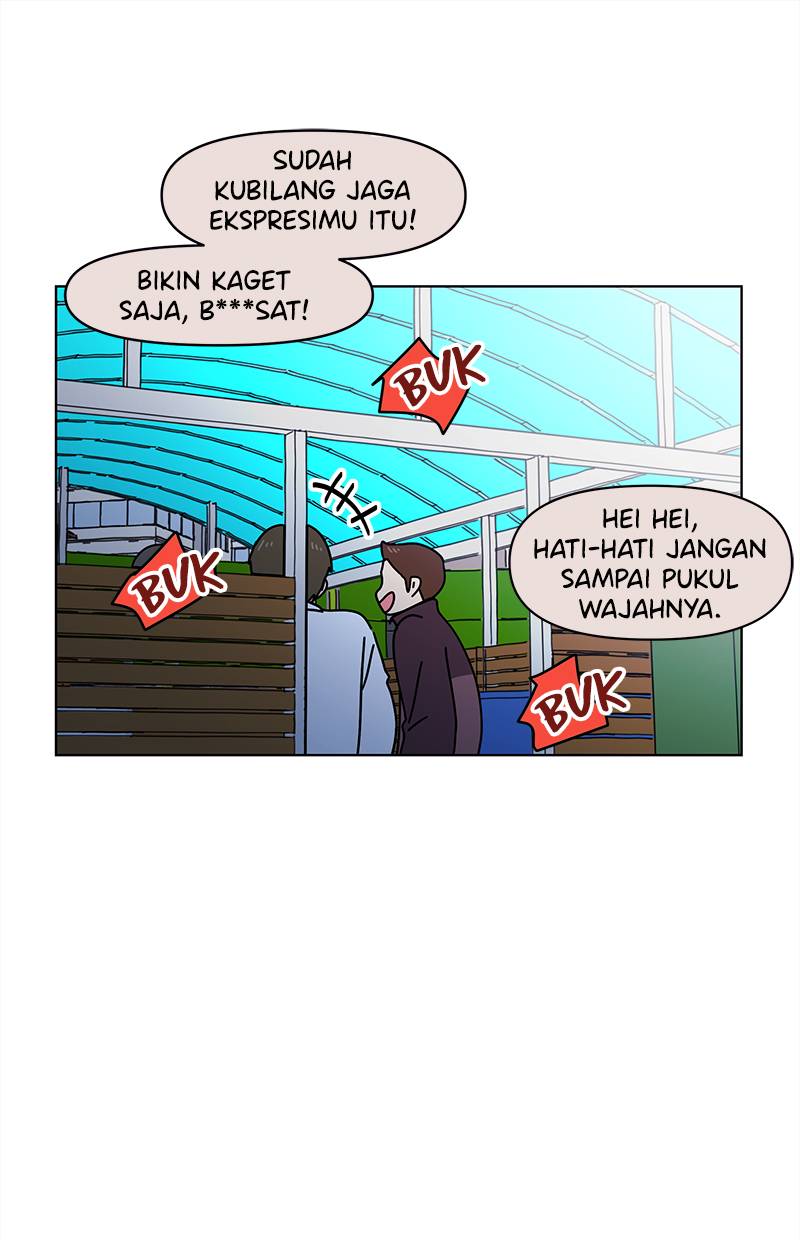 SUDAH
KUBILANG JAGA
EKSPRESIMU ITU!
BIKIN KAGET
SAJA, B***SAT!
BUK
HEI HEI,
HATI-HATI JANGAN
SAMPAI PUKUL
WAJAHNYA.
BUK
BUK